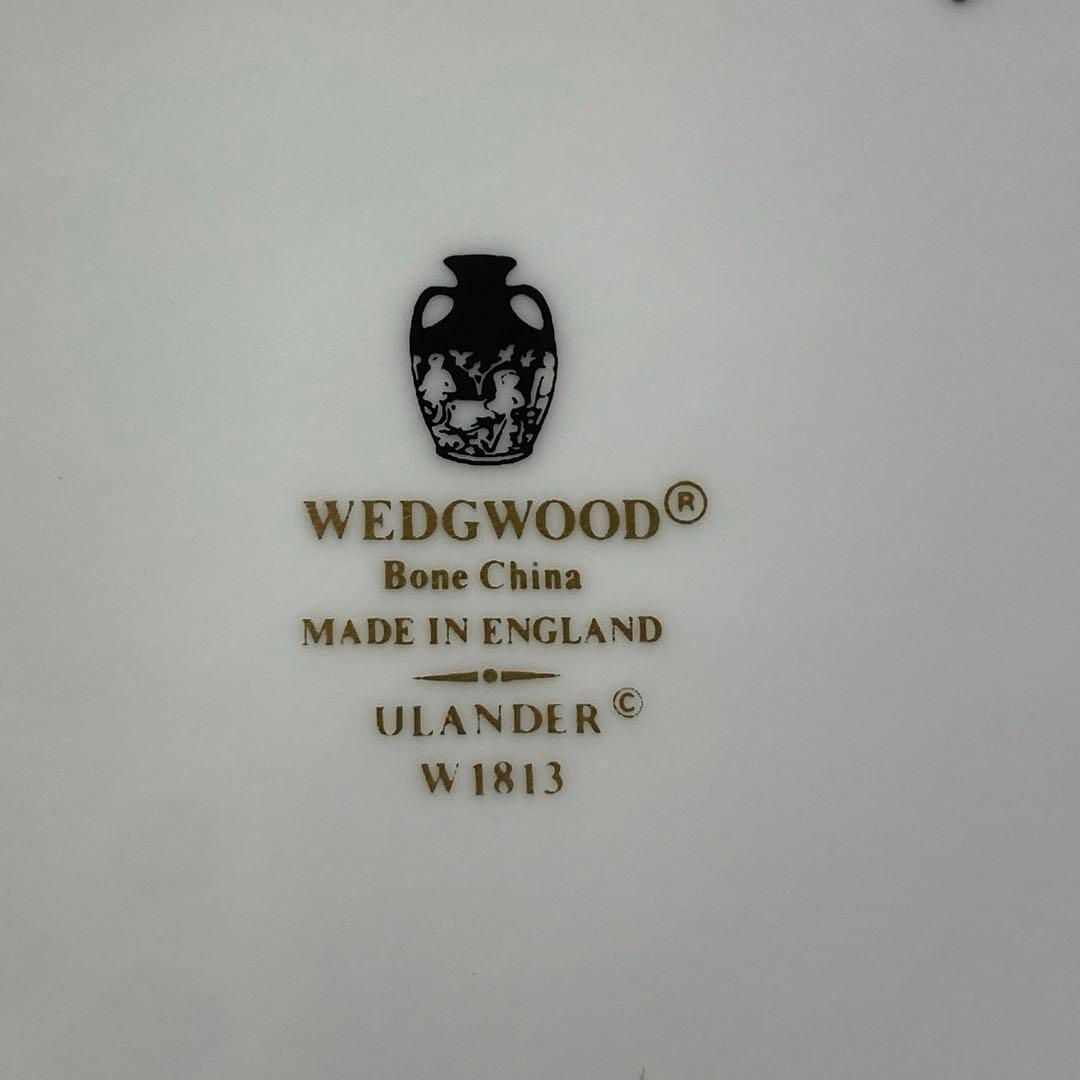 WEDGWOOD®
Bone China
MADE IN ENGLAND
ULANDER©
W1813